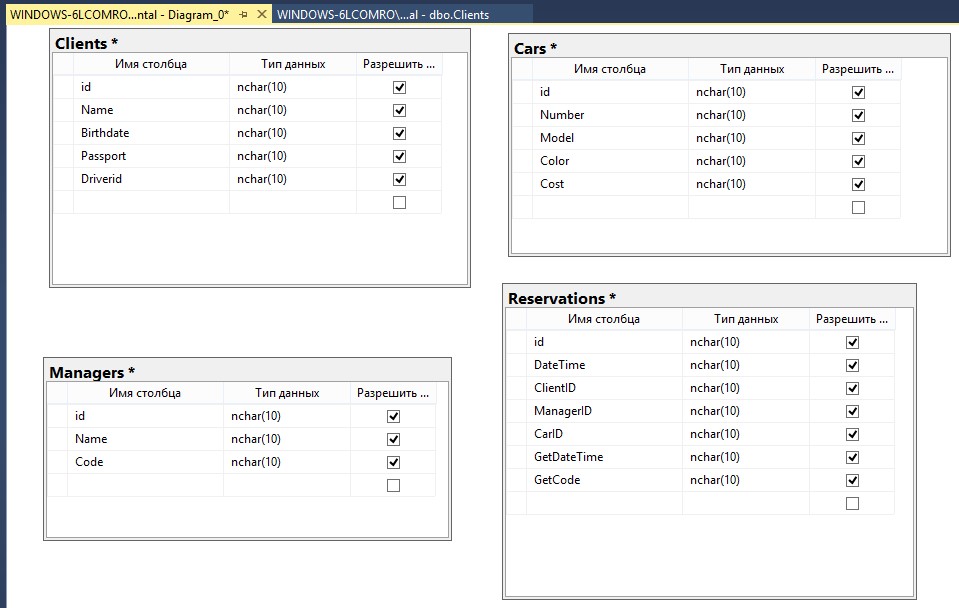 WINDOWS-6LCOMRO...ntal - Diagram_0* WINDOWS-6LCOMRO\...al - dbo.Clients
Clients *
Имя столбца Тип данных Разрешить ...
id nchar(10)
Name nchar(10)
Birthdate nchar(10)
Passport nchar(10)
Driverid nchar(10)
Cars *
Имя столбца Тип данных Разрешить ...
id nchar(10)
Number nchar(10)
Model nchar(10)
Color nchar(10)
Cost nchar(10)
Managers *
Имя столбца Тип данных Разрешить ...
id nchar(10)
Name nchar(10)
Code nchar(10)
Reservations *
Имя столбца Тип данных Разрешить ...
id nchar(10)
DateTime nchar(10)
ClientID nchar(10)
ManagerID nchar(10)
CarID nchar(10)
GetDateTime nchar(10)
GetCode nchar(10)